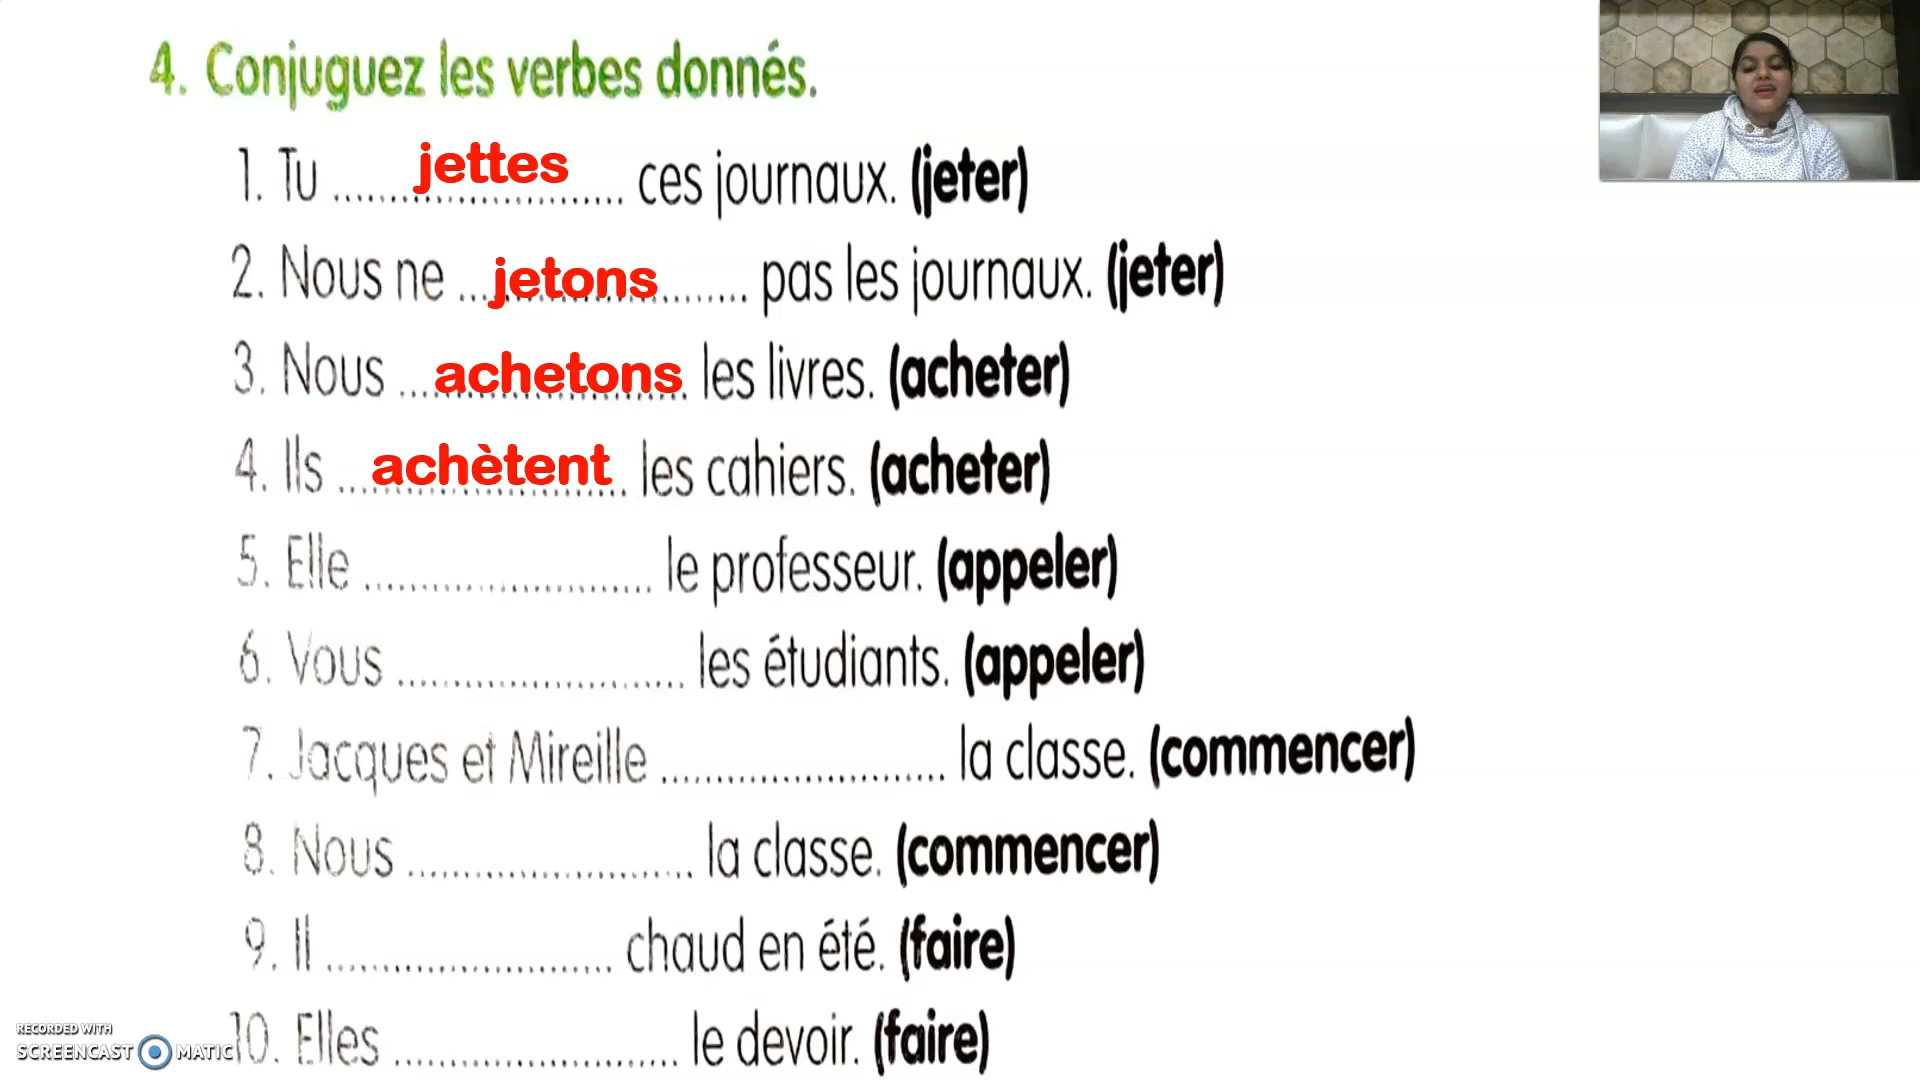 4. Conjuguez les verbes donnés.
1. Tu ...... jettes ...... ces journaux. (jeter)
2. Nous ne ... jetons ...... pas les journaux. (jeter)
3. Nous ... achetons les livres. (acheter)
4. Ils ... achètent les cahiers. (acheter)
5. Elle .......................... le professeur. (appeler)
6. Vous .......................... les étudiants. (appeler)
7. Jacques et Mireille .......................... la classe. (commencer)
8. Nous .......................... la classe. (commencer)
9. Il .......................... chaud en été. (faire)
10. Elles .......................... le devoir. (faire)
RECORDED WITH
SCREENCAST MATIC